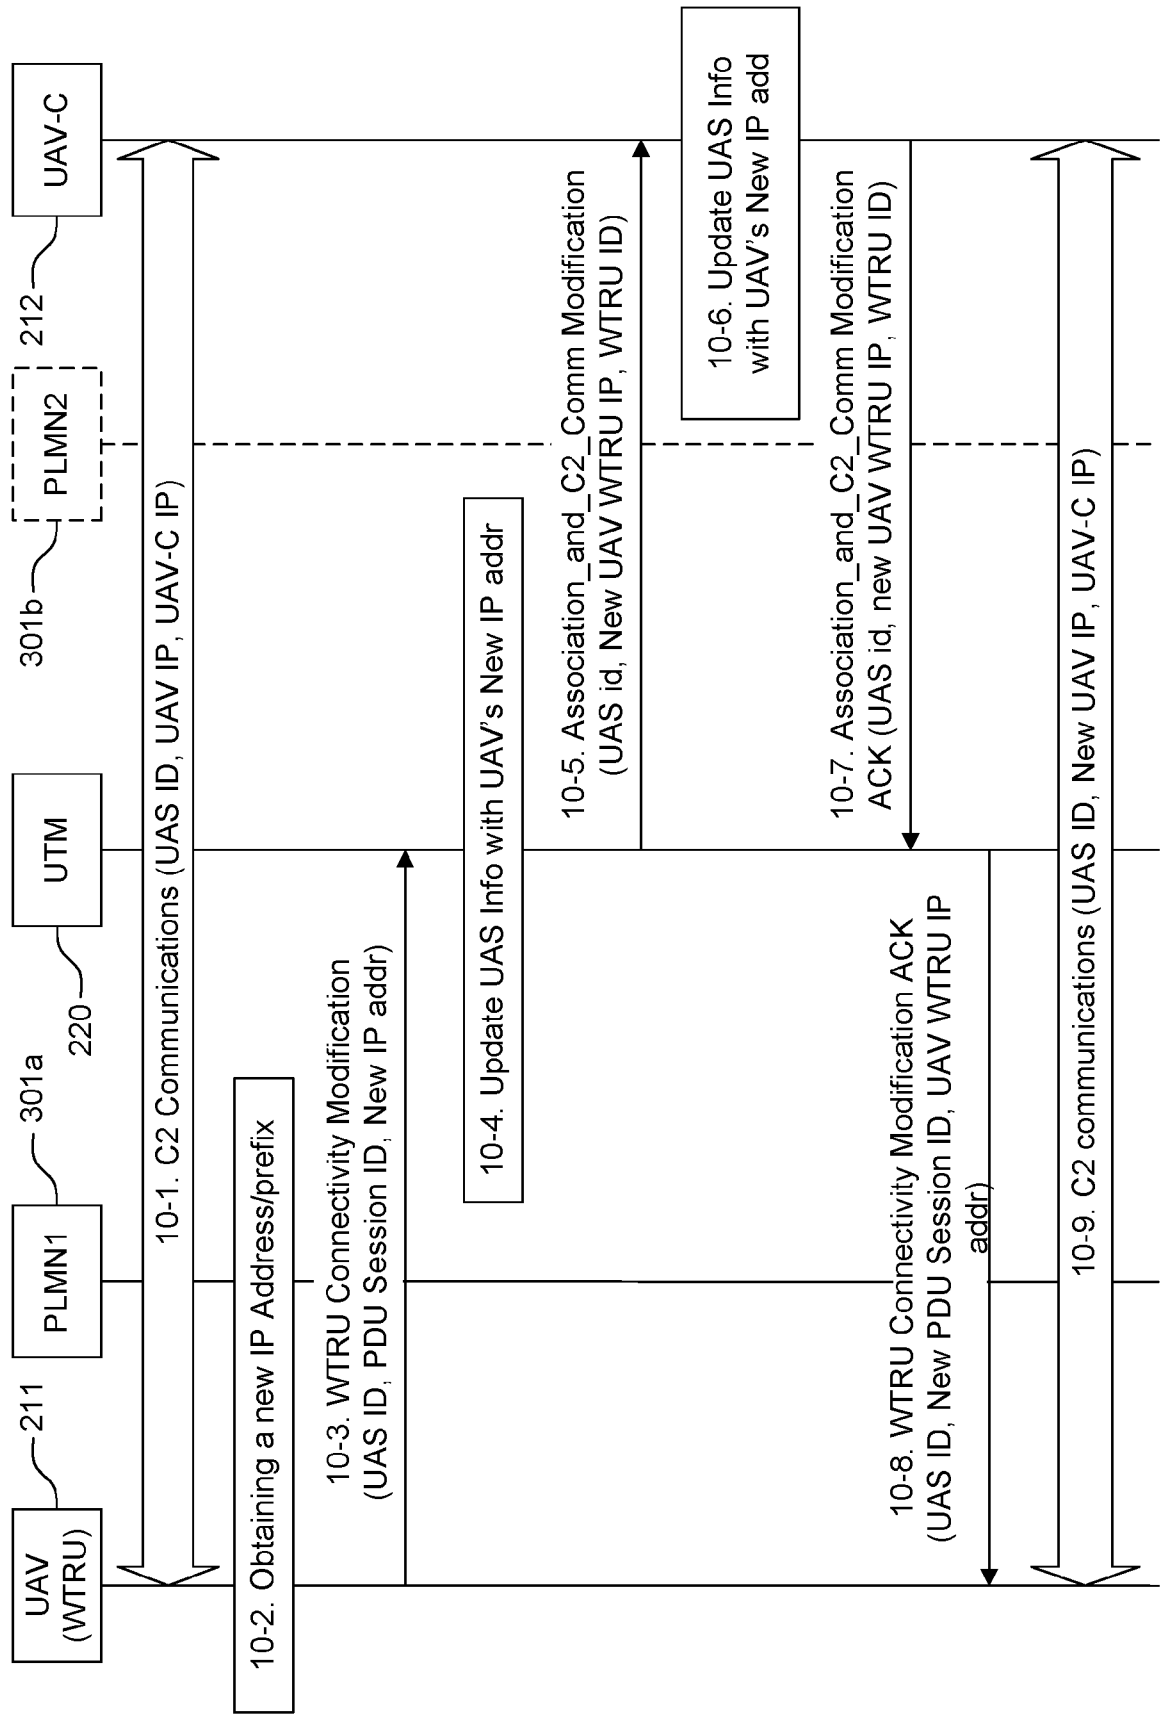 UAV
(WTRU)
211
PLMN1
301a
UTM
220
PLMN2
301b
UAV-C
212
10-1. C2 Communications (UAS ID, UAV IP, UAV-C IP)
10-2. Obtaining a new IP Address/prefix
10-3. WTRU Connectivity Modification
(UAS ID, PDU Session ID, New IP addr)
10-4. Update UAS Info with UAV's New IP addr
10-5. Association_and_C2_Comm Modification
(UAS id, New UAV WTRU IP, WTRU ID)
10-6. Update UAS Info
with UAV's New IP add
10-7. Association_and_C2_Comm Modification
ACK (UAS id, new UAV WTRU IP, WTRU ID)
10-8. WTRU Connectivity Modification ACK
(UAS ID, New PDU Session ID, UAV WTRU IP
addr)
10-9. C2 communications (UAS ID, New UAV IP, UAV-C IP)